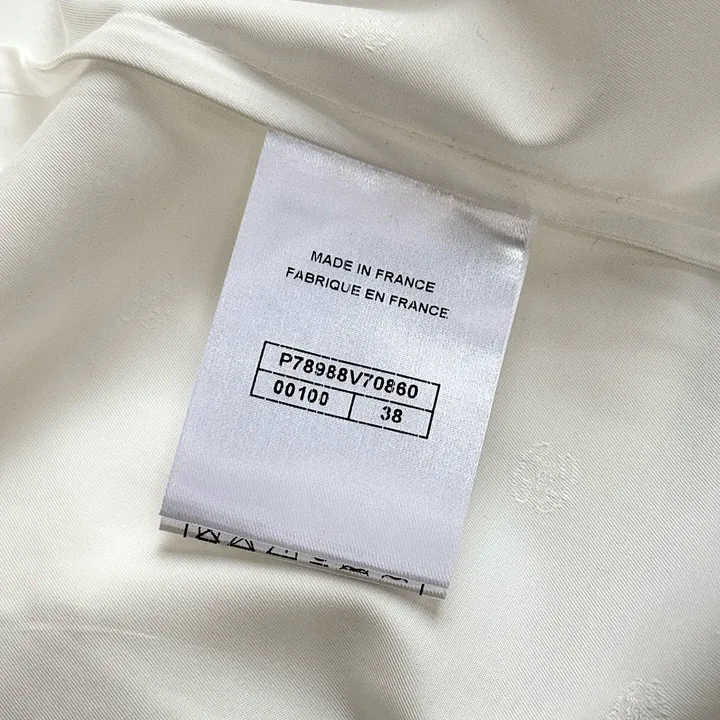 MADE IN FRANCE
FABRIQUE EN FRANCE
P78988V70860
00100
38